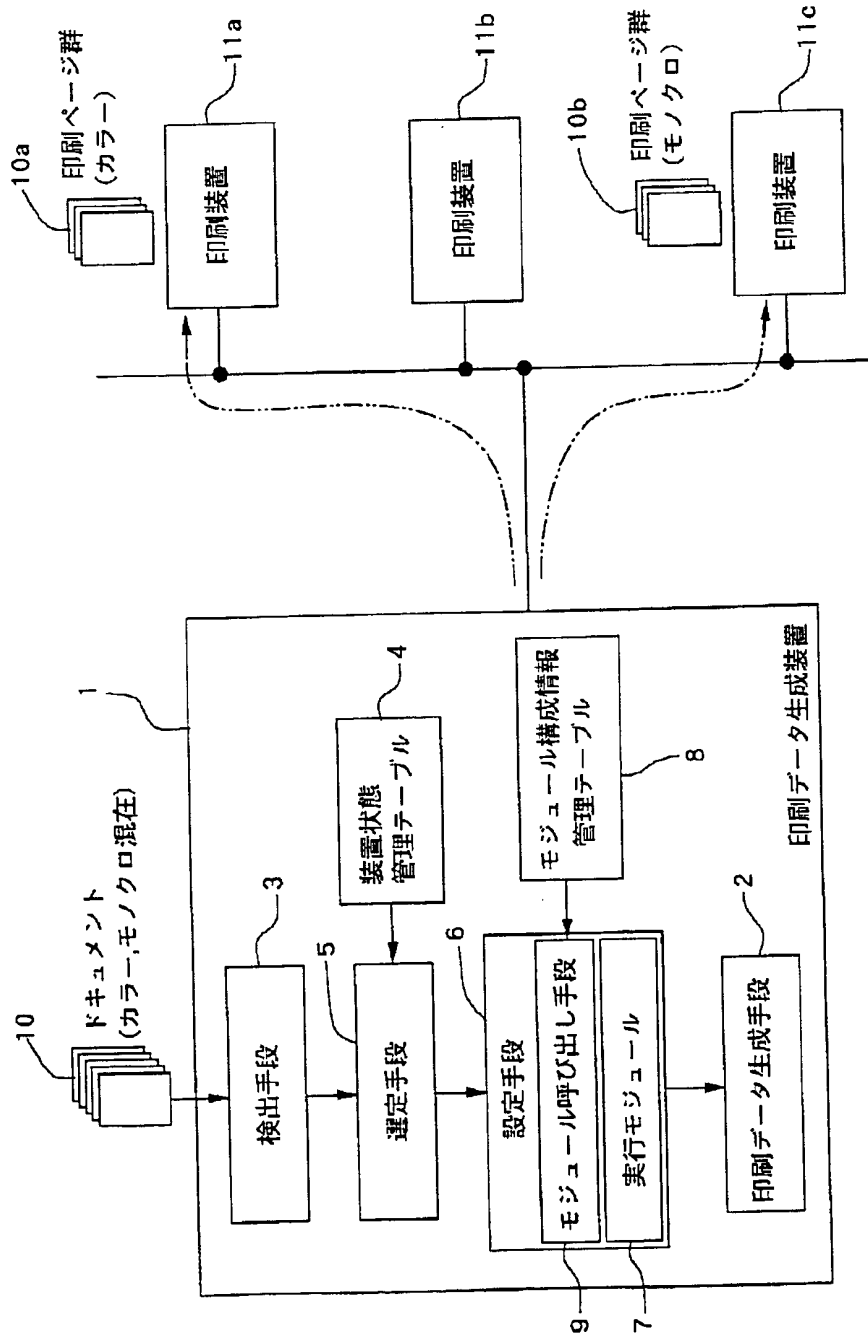 10
ドキュメント
(カラー,モノクロ混在)
1
検出手段
3
装置状態
管理テーブル
4
選定手段
5
設定手段
6
モジュール呼び出し手段
9
実行モジュール
7
モジュール構成情報
管理テーブル
8
印刷データ生成手段
2
印刷データ生成装置
10a
印刷ページ群
(カラー)
印刷装置
11a
印刷装置
11b
10b
印刷ページ群
(モノクロ)
印刷装置
11c